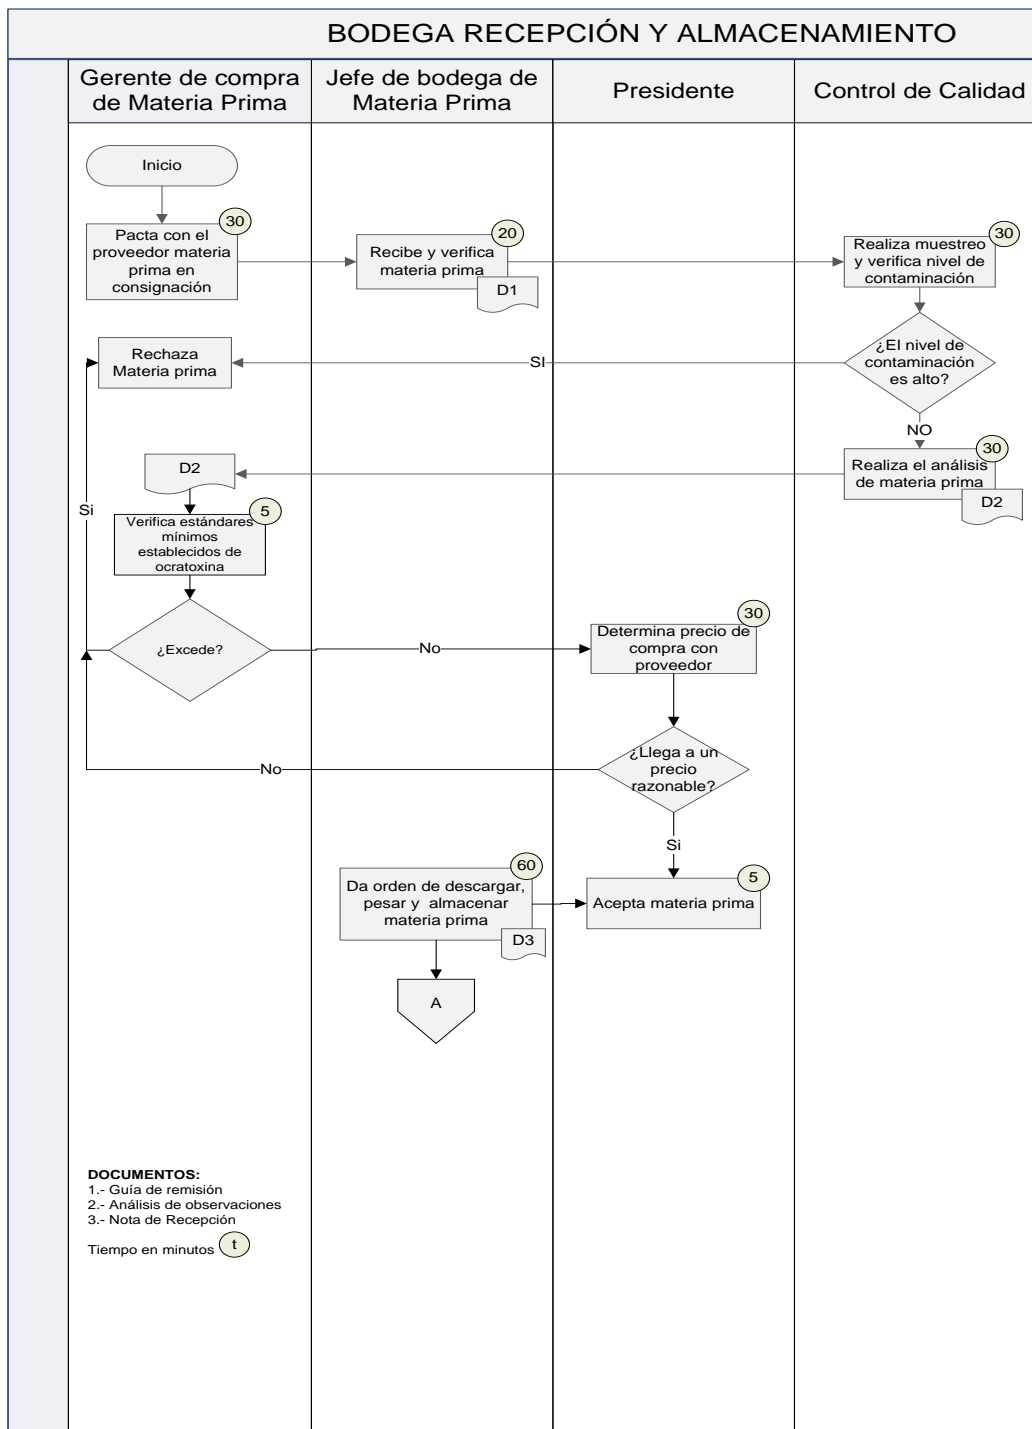 BODEGA RECEPCIÓN Y ALMACENAMIENTO
Gerente de compra
de Materia Prima
Jefe de bodega de
Materia Prima
Presidente
Control de Calidad
Inicio
30
Pacta con el
proveedor materia
prima en
consignación
20
Recibe y verifica
materia prima
D1
30
Realiza muestreo
y verifica nivel de
contaminación
Rechaza
Materia prima
SI
¿El nivel de
contaminación
es alto?
NO
D2
30
Realiza el análisis
de materia prima
D2
Si
5
Verifica estándares
mínimos
establecidos de
ocratoxina
¿Excede?
No
30
Determina precio de
compra con
proveedor
No
¿Llega a un
precio
razonable?
Si
60
Da orden de descargar,
pesar y almacenar
materia prima
D3
5
Acepta materia prima
A
DOCUMENTOS:
1.- Guía de remisión
2.- Análisis de observaciones
3.- Nota de Recepción
Tiempo en minutos t